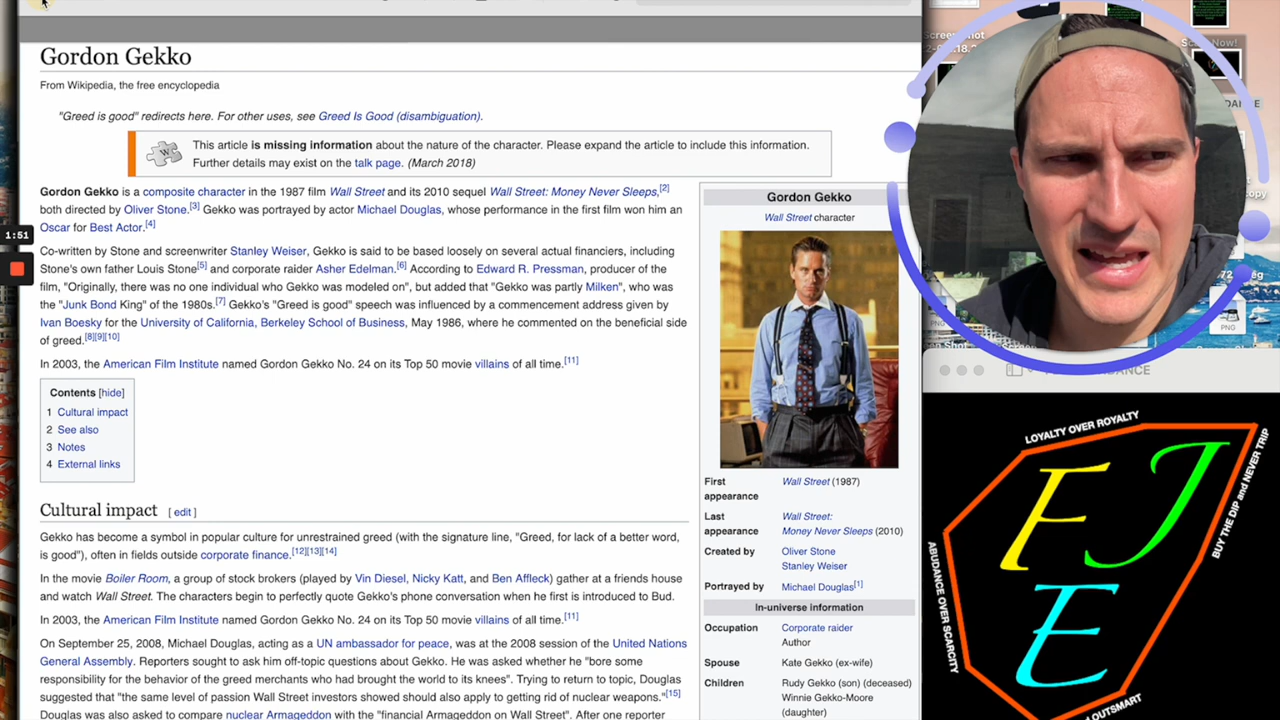 Gordon Gekko
From Wikipedia, the free encyclopedia
"Greed is good" redirects here. For other uses, see Greed Is Good (disambiguation).
This article is missing information about the nature of the character. Please expand the article to include this information.
Further details may exist on the talk page. (March 2018)
Gordon Gekko is a composite character in the 1987 film Wall Street and its 2010 sequel Wall Street: Money Never Sleeps,[2]
both directed by Oliver Stone.[3] Gekko was portrayed by actor Michael Douglas, whose performance in the first film won him an
Oscar for Best Actor.[4]
Co-written by Stone and screenwriter Stanley Weiser, Gekko is said to be based loosely on several actual financiers, including
Stone's own father Louis Stone[5] and corporate raider Asher Edelman.[6] According to Edward R. Pressman, producer of the
film, "Originally, there was no one individual who Gekko was modeled on", but added that "Gekko was partly Milken", who was
the "Junk Bond King" of the 1980s.[7] Gekko's "Greed is good" speech was influenced by a commencement address given by
Ivan Boesky for the University of California, Berkeley School of Business, May 1986, where he commented on the beneficial side
of greed.[8][9][10]
In 2003, the American Film Institute named Gordon Gekko No. 24 on its Top 50 movie villains of all time.[11]
Contents [hide]
1 Cultural impact
2 See also
3 Notes
4 External links
Cultural impact [ edit ]
Gekko has become a symbol in popular culture for unrestrained greed (with the signature line, "Greed, for lack of a better word,
is good"), often in fields outside corporate finance.[12][13][14]
In the movie Boiler Room, a group of stock brokers (played by Vin Diesel, Nicky Katt, and Ben Affleck) gather at a friends house
and watch Wall Street. The characters begin to perfectly quote Gekko's phone conversation when he first is introduced to Bud.
In 2003, the American Film Institute named Gordon Gekko No. 24 on its Top 50 movie villains of all time.[11]
On September 25, 2008, Michael Douglas, acting as a UN ambassador for peace, was at the 2008 session of the United Nations
General Assembly. Reporters sought to ask him off-topic questions about Gekko. He was asked whether he "bore some
responsibility for the behavior of the greed merchants who had brought the world to its knees". Trying to return to topic, Douglas
suggested that "the same level of passion Wall Street investors showed should also apply to getting rid of nuclear weapons."[15]
Douglas was also asked to compare nuclear Armageddon with the "financial Armageddon on Wall Street". After one reporter
Gordon Gekko
Wall Street character
First appearance
Wall Street (1987)
Last appearance
Wall Street:
Money Never Sleeps (2010)
Created by
Oliver Stone
Stanley Weiser
Portrayed by
Michael Douglas[1]
In-universe information
Occupation
Corporate raider
Author
Spouse
Kate Gekko (ex-wife)
Children
Rudy Gekko (son) (deceased)
Winnie Gekko-Moore
(daughter)
1:51
copy
PNG
LOYALTY OVER ROYALTY
BUY THE DIP and NEVER TRIP
ABUDANCE OVER SCARCITY
OUTSMART
FJE